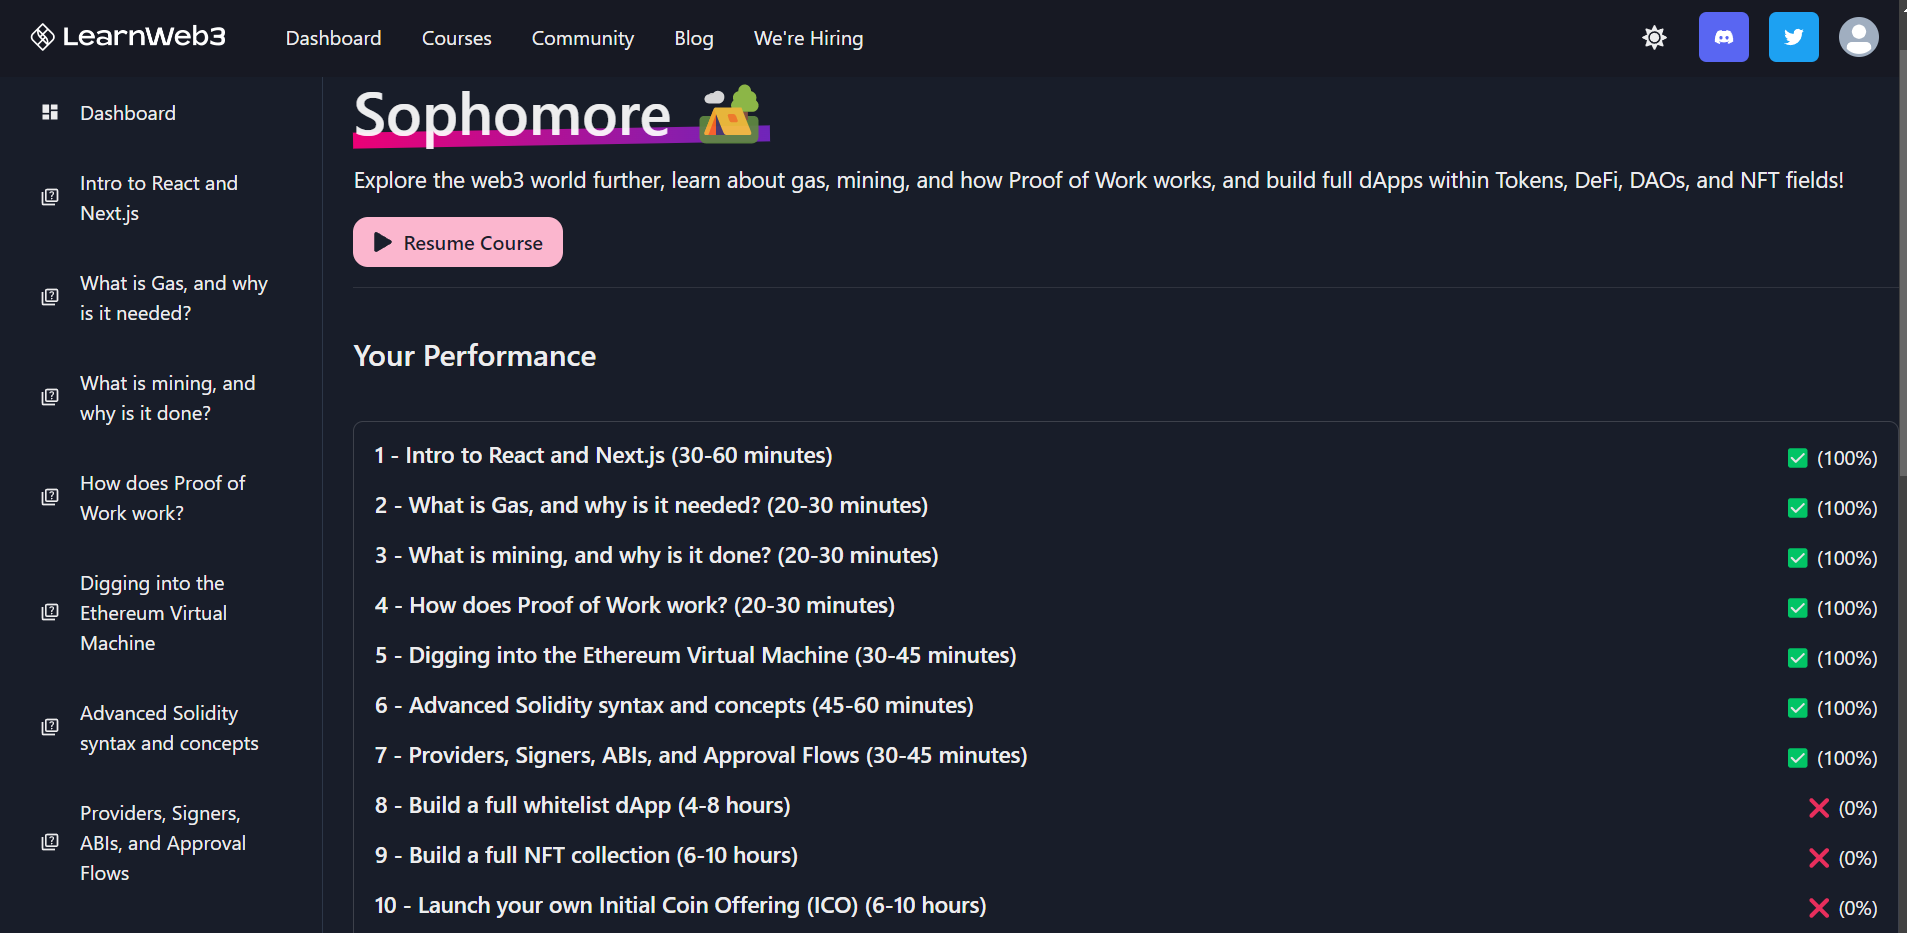 LearnWeb3
Dashboard
Courses
Community
Blog
We're Hiring
Dashboard
Intro to React and
Next.js
What is Gas, and why
is it needed?
What is mining, and
why is it done?
How does Proof of
Work work?
Digging into the
Ethereum Virtual
Machine
Advanced Solidity
syntax and concepts
Providers, Signers,
ABIs, and Approval
Flows
Sophomore
Explore the web3 world further, learn about gas, mining, and how Proof of Work works, and build full dApps within Tokens, DeFi, DAOs, and NFT fields!
Resume Course
Your Performance
1 - Intro to React and Next.js (30-60 minutes) (100%)
2 - What is Gas, and why is it needed? (20-30 minutes) (100%)
3 - What is mining, and why is it done? (20-30 minutes) (100%)
4 - How does Proof of Work work? (20-30 minutes) (100%)
5 - Digging into the Ethereum Virtual Machine (30-45 minutes) (100%)
6 - Advanced Solidity syntax and concepts (45-60 minutes) (100%)
7 - Providers, Signers, ABIs, and Approval Flows (30-45 minutes) (100%)
8 - Build a full whitelist dApp (4-8 hours) (0%)
9 - Build a full NFT collection (6-10 hours) (0%)
10 - Launch your own Initial Coin Offering (ICO) (6-10 hours) (0%)